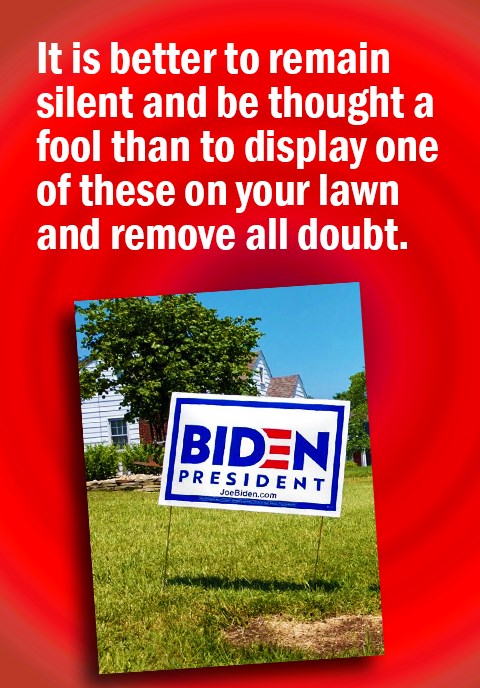 It is better to remain
silent and be thought a
fool than to display one
of these on your lawn
and remove all doubt.
BIDEN
PRESIDENT
JoeBiden.com